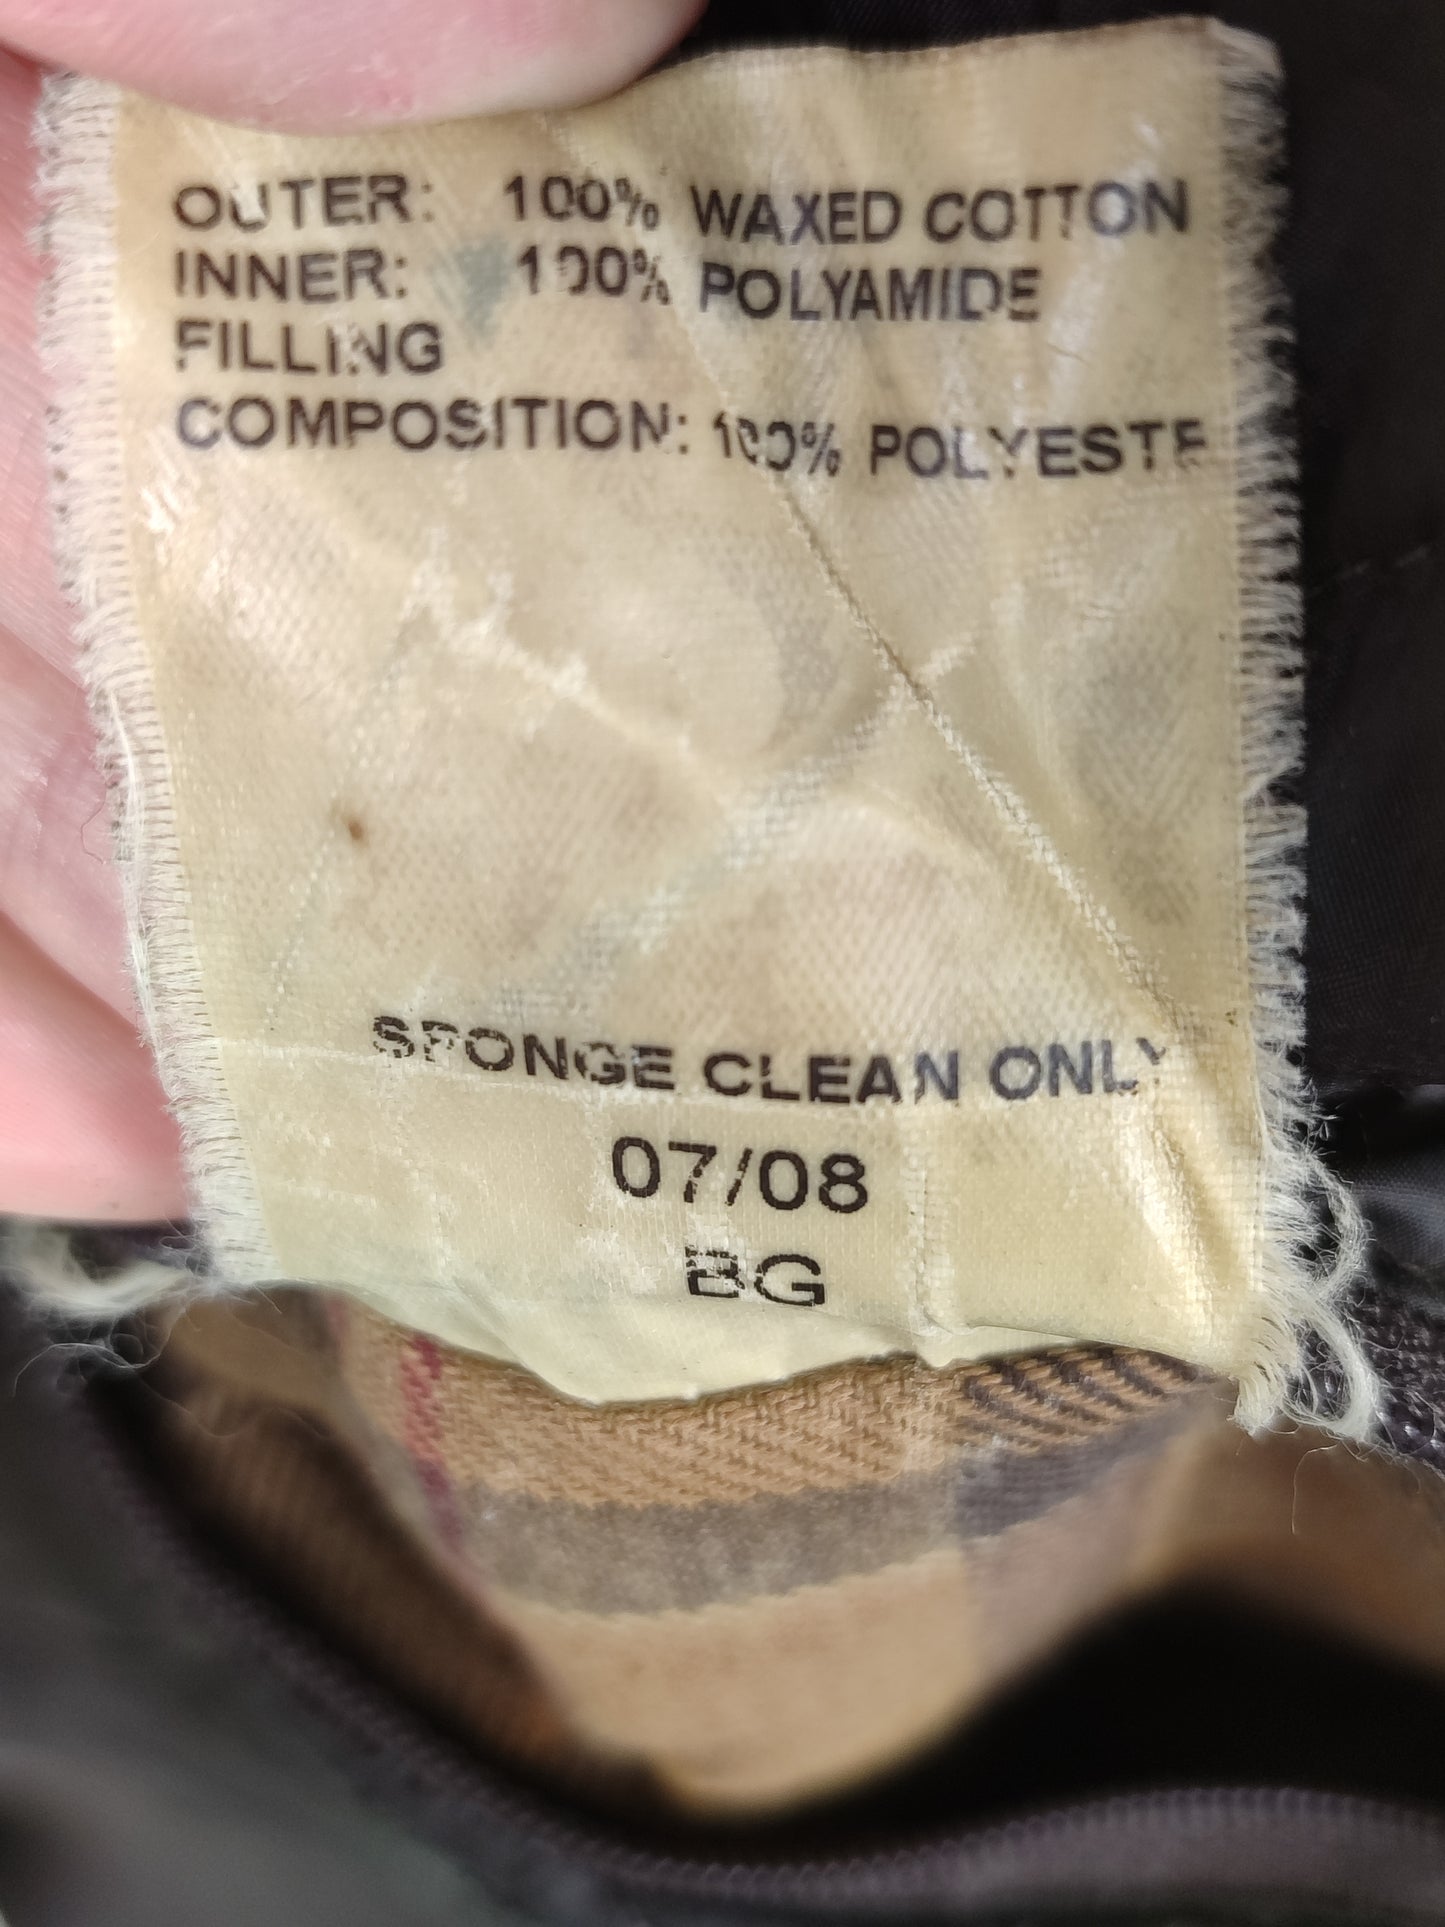 OUTER: 100% WAXED COTTON
INNER: 100% POLYAMIDE
FILLING
COMPOSITION: 100% POLYESTE
SPONGE CLEAN ONLY
07/08
BG